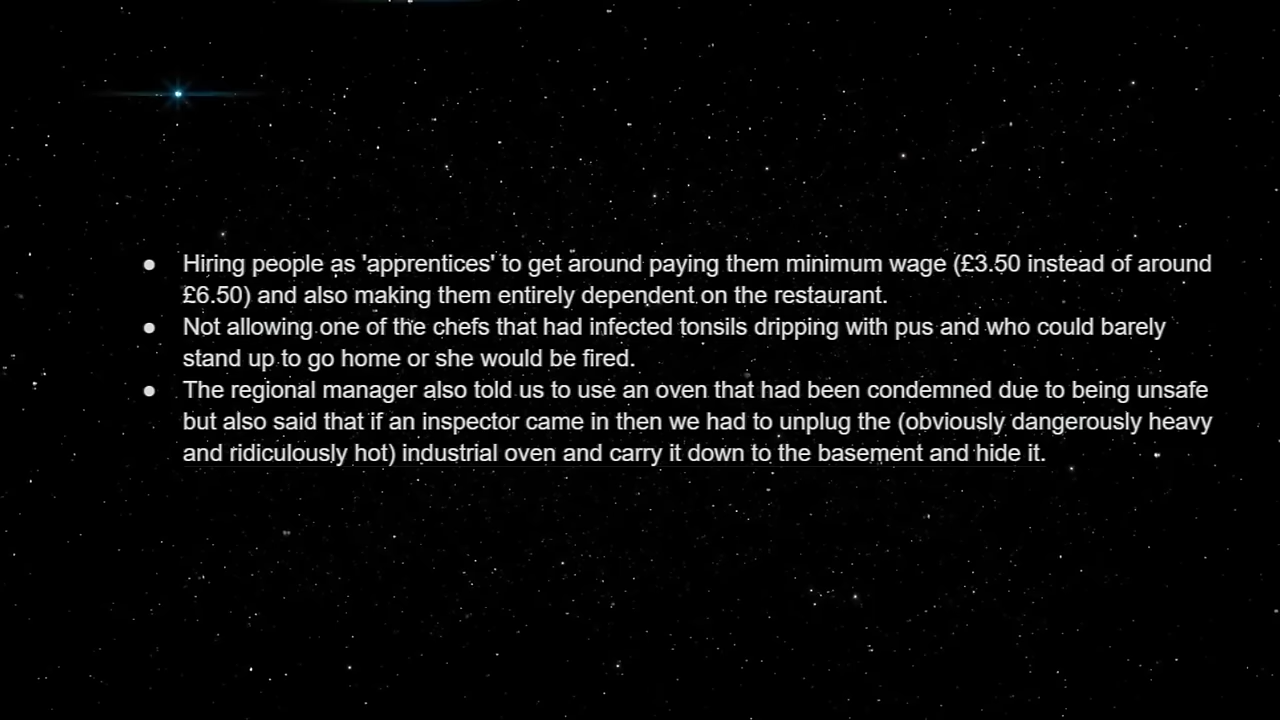 ● Hiring people as 'apprentices' to get around paying them minimum wage (£3.50 instead of around
£6.50) and also making them entirely dependent on the restaurant.
● Not allowing one of the chefs that had infected tonsils dripping with pus and who could barely
stand up to go home or she would be fired.
● The regional manager also told us to use an oven that had been condemned due to being unsafe
but also said that if an inspector came in then we had to unplug the (obviously dangerously heavy
and ridiculously hot) industrial oven and carry it down to the basement and hide it.